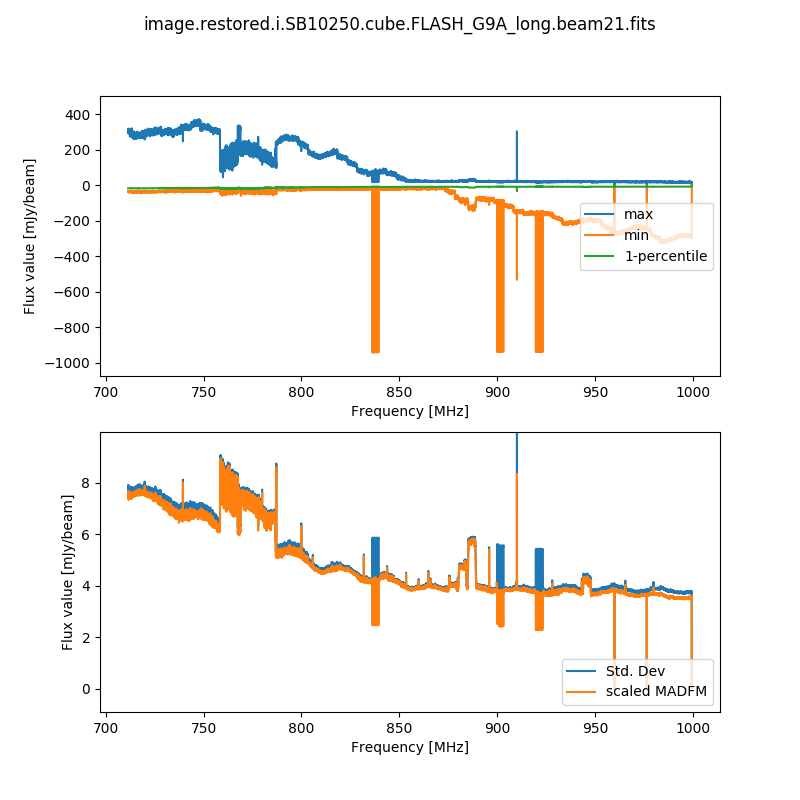 image.restored.i.SB10250.cube.FLASH_G9A_long.beam21.fits
400
200
0
−200
−400
−600
−800
−1000
Flux value [mJy/beam]
max
min
1-percentile
700 750 800 850 900 950 1000
Frequency [MHz]
8
6
4
2
0
Flux value [mJy/beam]
Std. Dev
scaled MADFM
700 750 800 850 900 950 1000
Frequency [MHz]